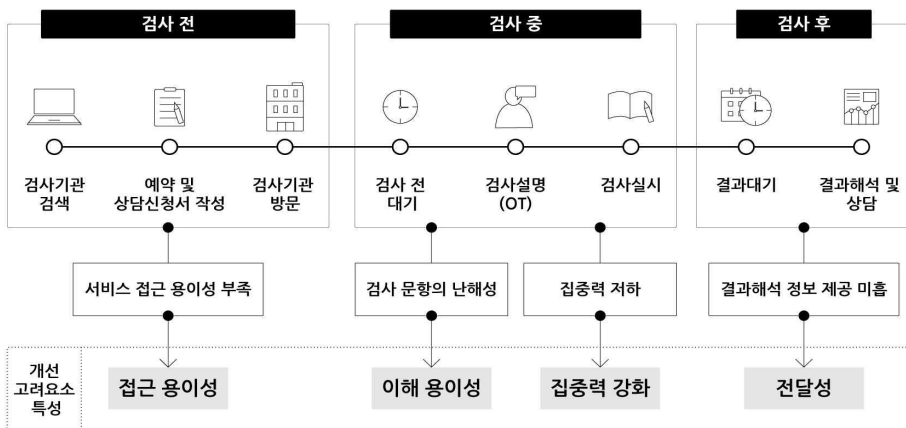 검사 전
검사 중
검사 후
검사기관
검색
예약 및
상담신청서 작성
검사기관
방문
검사 전
대기
검사설명
(OT)
검사실시
결과대기
결과해석 및
상담
서비스 접근 용이성 부족
검사 문항의 난해성
집중력 저하
결과해석 정보 제공 미흡
개선
고려요소
특성
접근 용이성
이해 용이성
집중력 강화
전달성